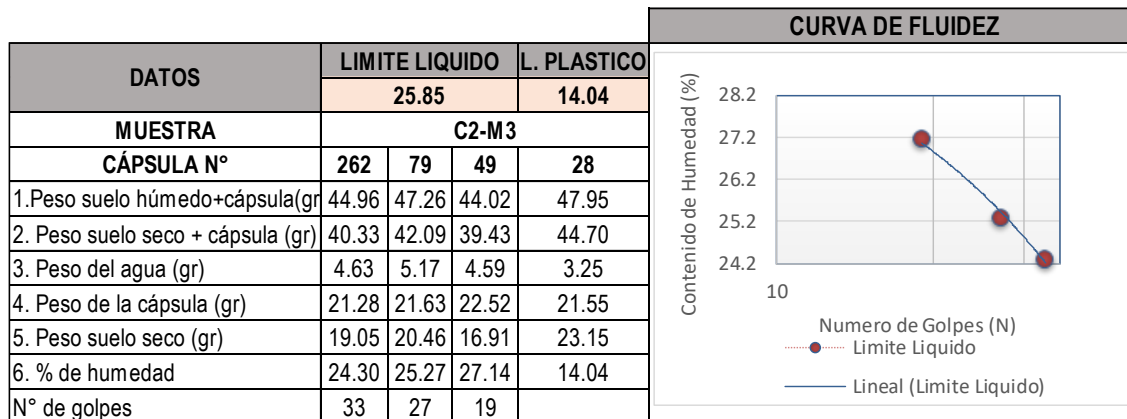 CURVA DE FLUIDEZ
DATOS LIMITE LIQUIDO L. PLASTICO
25.85 14.04
MUESTRA C2-M3
CÁPSULA N° 262 79 49 28
1.Peso suelo húmedo+cápsula(gr 44.96 47.26 44.02 47.95
2. Peso suelo seco + cápsula (gr) 40.33 42.09 39.43 44.70
3. Peso del agua (gr) 4.63 5.17 4.59 3.25
4. Peso de la cápsula (gr) 21.28 21.63 22.52 21.55
5. Peso suelo seco (gr) 19.05 20.46 16.91 23.15
6. % de humedad 24.30 25.27 27.14 14.04
N° de golpes 33 27 19
Contenido de Humedad (%)
28.2
27.2
26.2
25.2
24.2
10
Numero de Golpes (N)
Limite Liquido
Lineal (Limite Liquido)